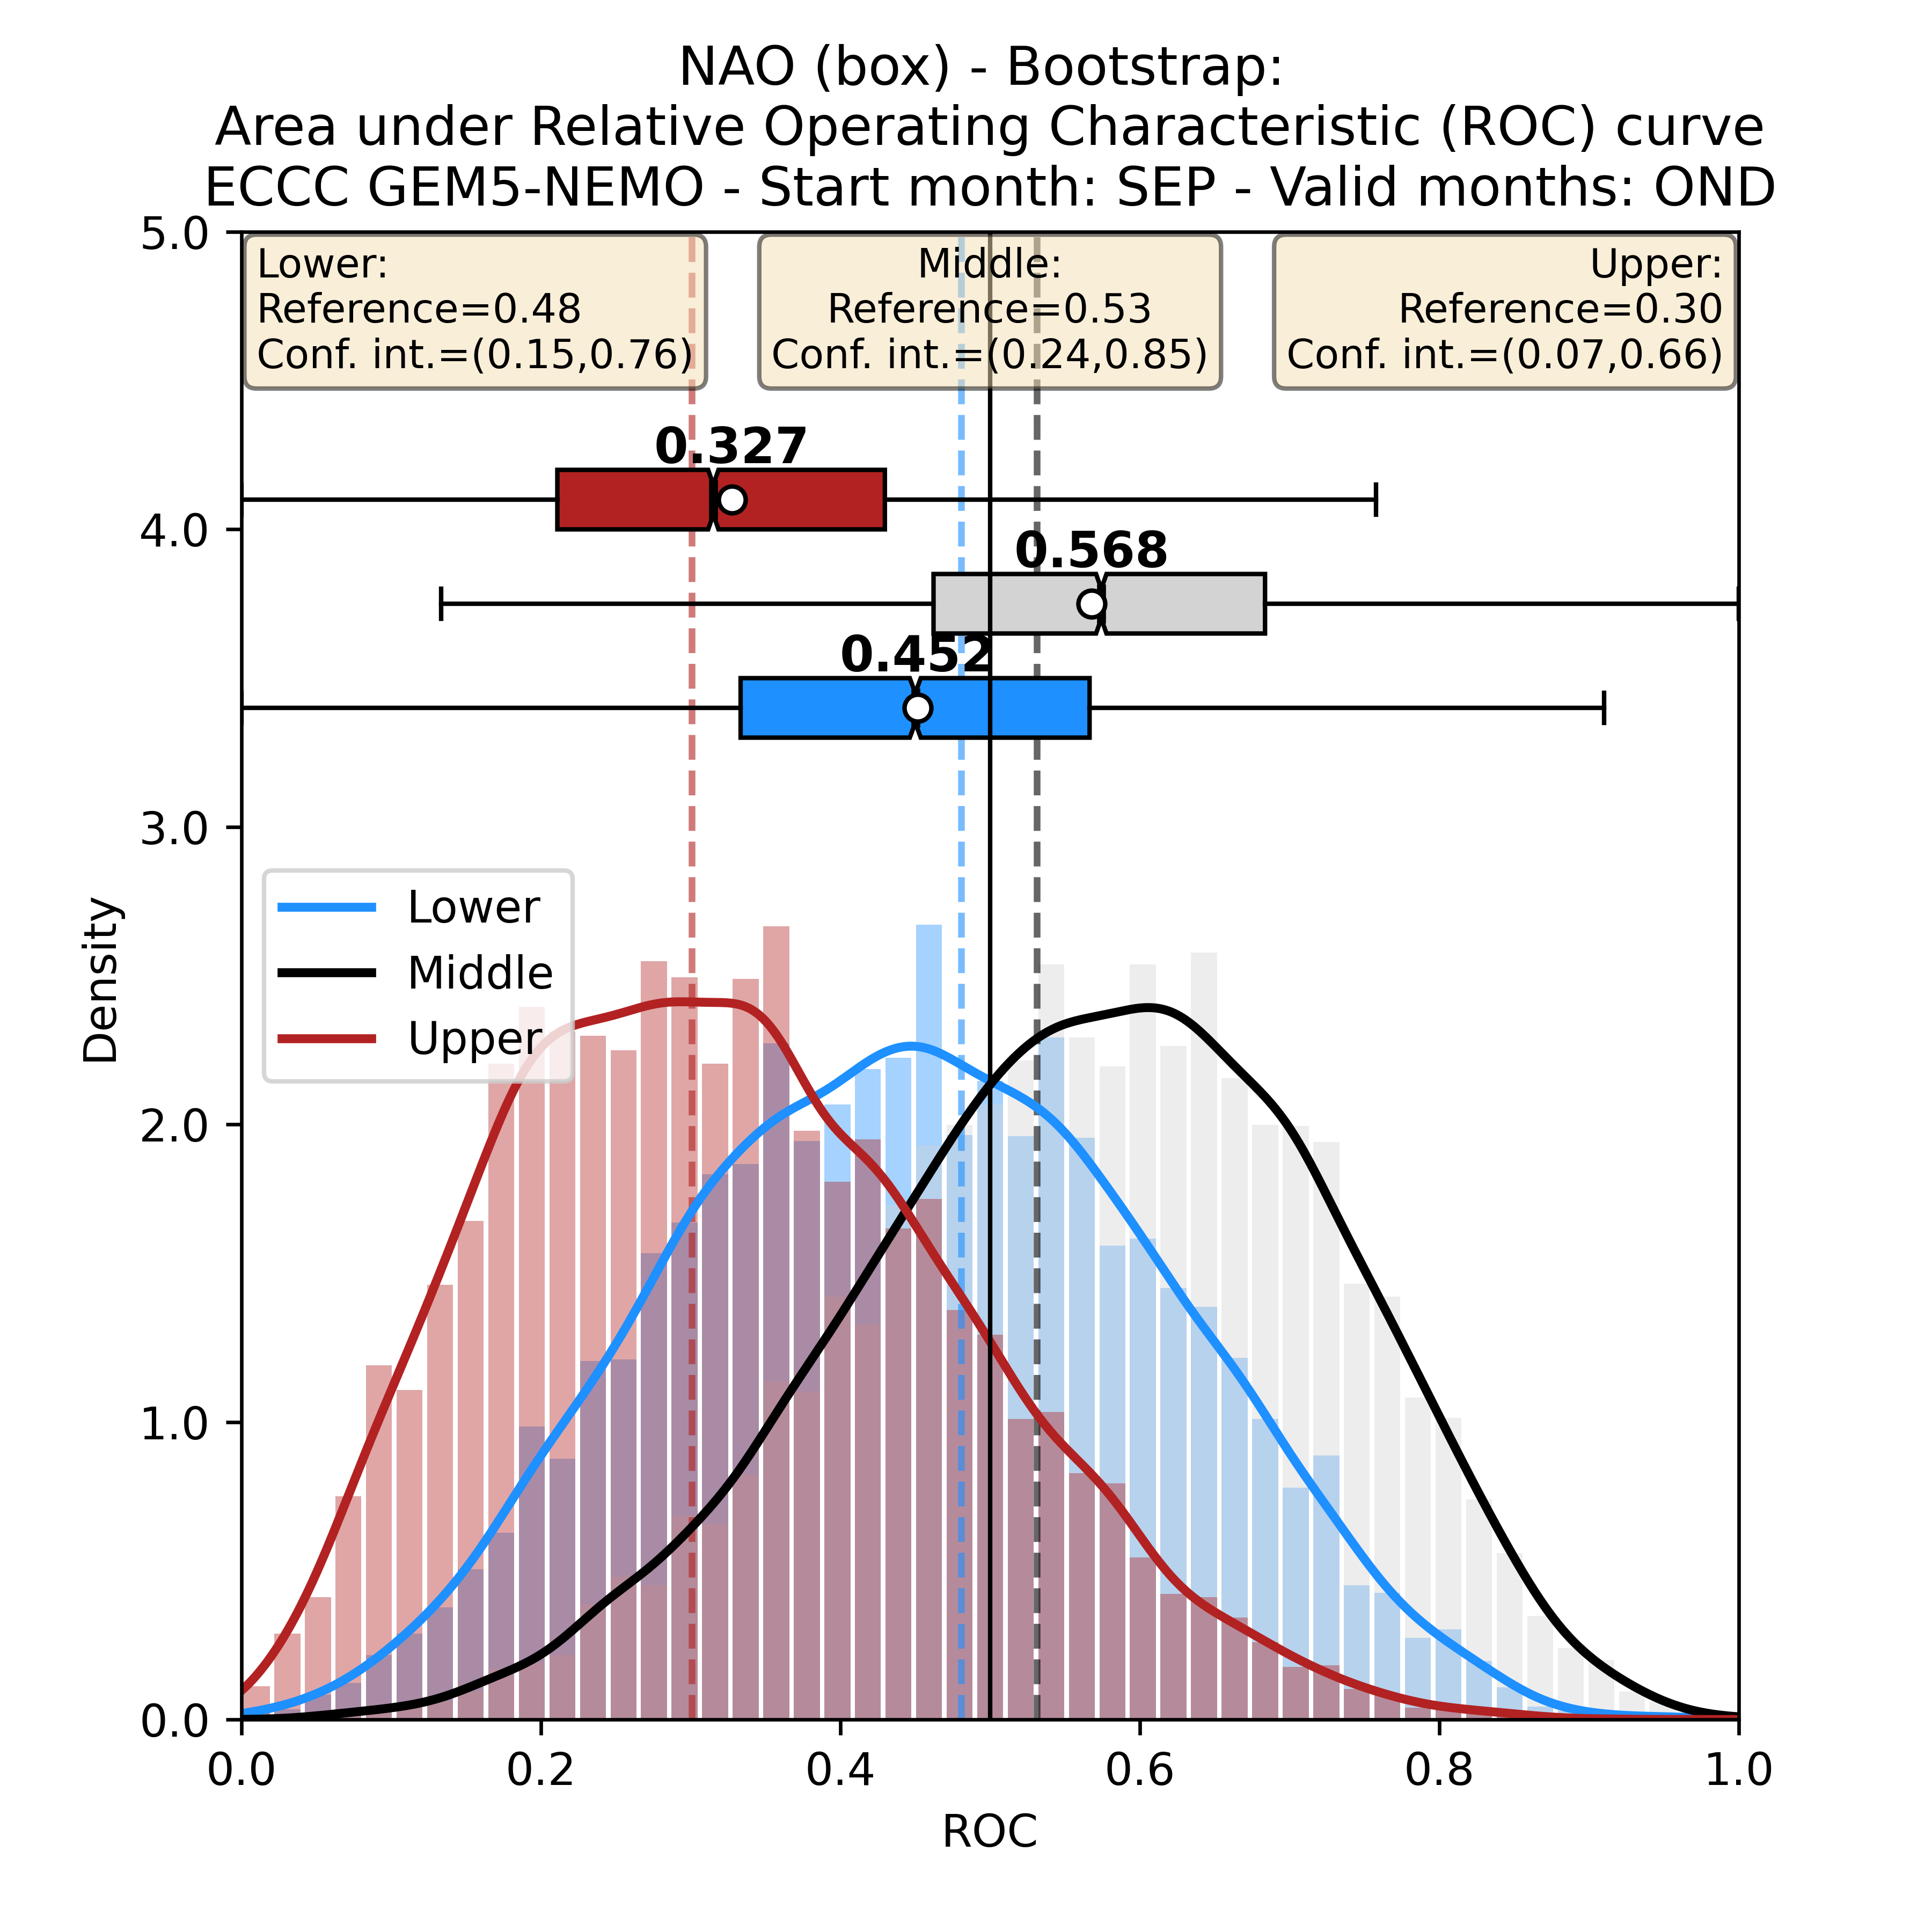 NAO (box) - Bootstrap:
Area under Relative Operating Characteristic (ROC) curve
ECCC GEM5-NEMO - Start month: SEP - Valid months: OND
Lower:
Reference=0.48
Conf. int.=(0.15,0.76)
Middle:
Reference=0.53
Conf. int.=(0.24,0.85)
Upper:
Reference=0.30
Conf. int.=(0.07,0.66)
0.327
0.568
0.452
Lower
Middle
Upper
Density
5.0
4.0
3.0
2.0
1.0
0.0
0.0 0.2 0.4 0.6 0.8 1.0
ROC